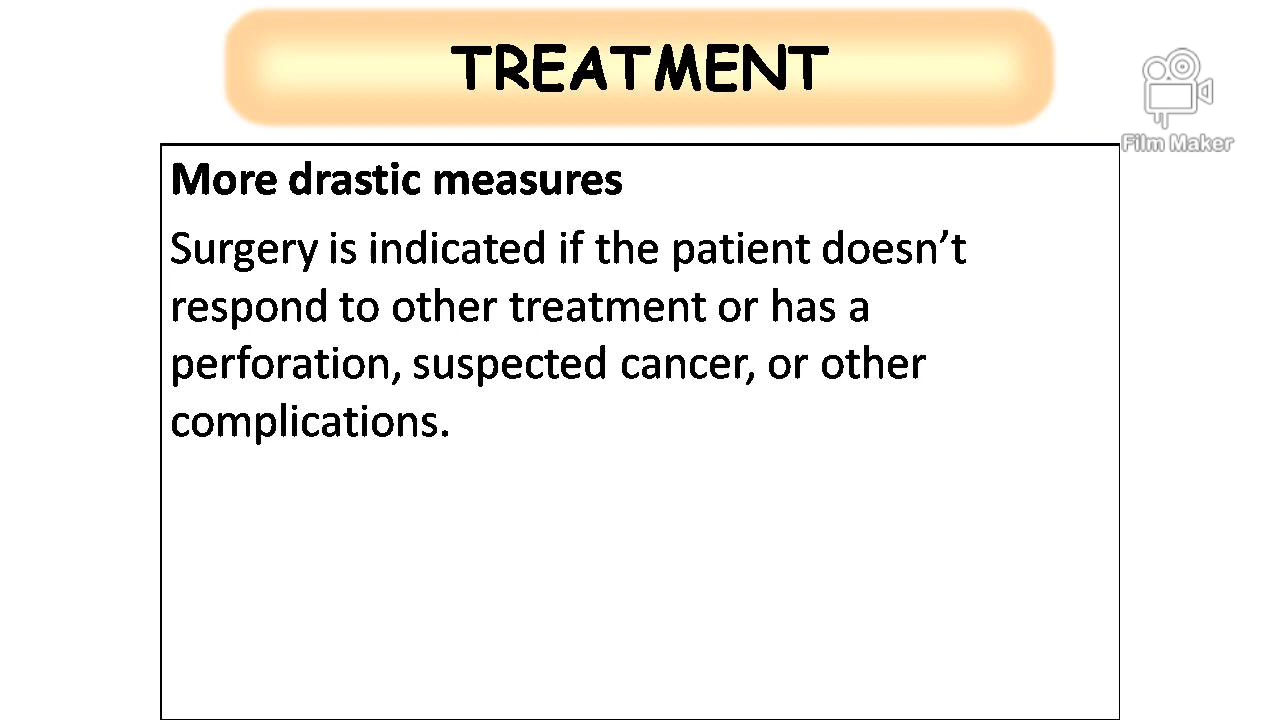 TREATMENT
Film Maker
More drastic measures
Surgery is indicated if the patient doesn’t
respond to other treatment or has a
perforation, suspected cancer, or other
complications.